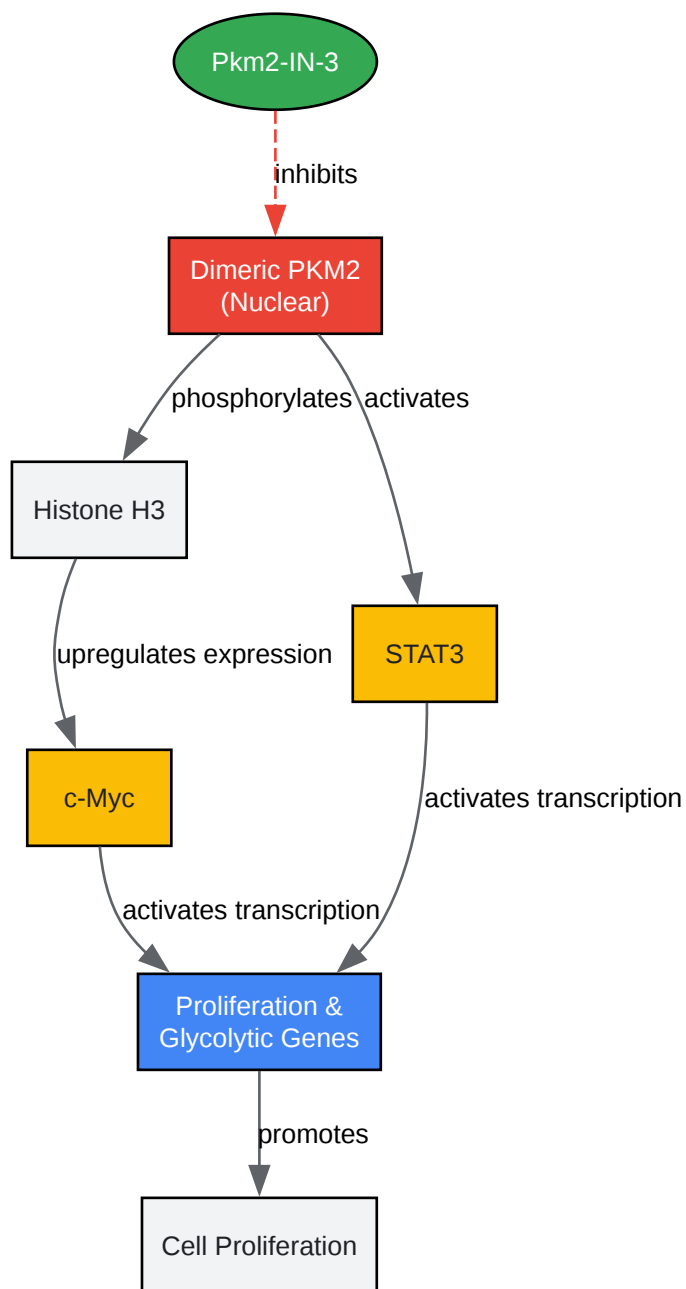 Pkm2-IN-3
inhibits
Dimeric PKM2
(Nuclear)
phosphorylates
activates
Histone H3
upregulates expression
STAT3
c-Myc
activates transcription
activates transcription
Proliferation &
Glycolytic Genes
promotes
Cell Proliferation